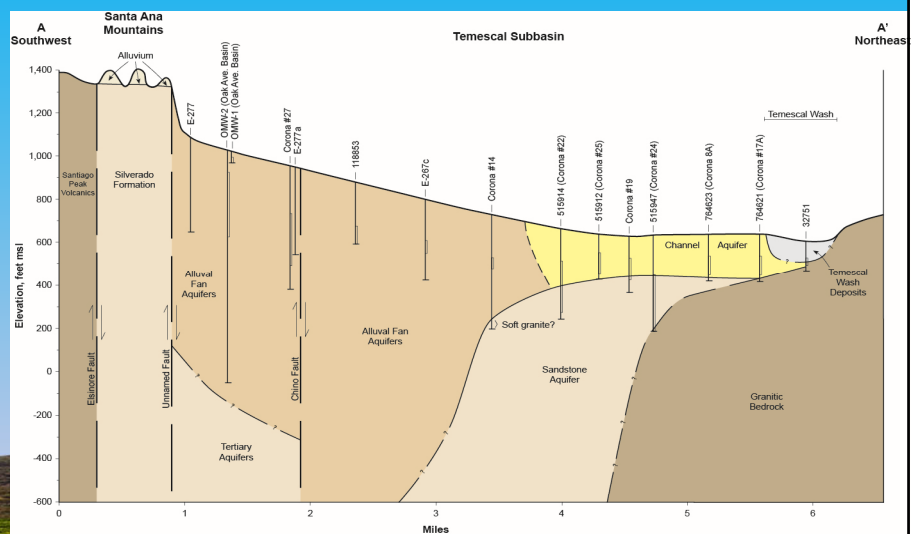 A
Southwest
Santa Ana
Mountains
Temescal Subbasin
A'
Northeast
Alluvium
1,400
1,200
1,000
800
600
400
200
0
-200
-400
-600
Elevation, feet msl
E-277
OMW-2 (Oak Ave. Basin)
OMW-1 (Oak Ave. Basin)
Corona #27
E-277a
118853
E-267c
Corona #14
515914 (Corona #22)
515912 (Corona #25)
Corona #19
515947 (Corona #24)
764623 (Corona 8A)
764621 (Corona #17A)
32751
Temescal Wash
Santiago
Peak
Volcanics
Silverado
Formation
Alluval
Fan
Aquifers
Alluval Fan
Aquifers
Channel Aquifer
Temescal
Wash
Deposits
Soft granite?
Sandstone
Aquifer
Granitic
Bedrock
Tertiary
Aquifers
Elsinore Fault
Unnamed Fault
Chino Fault
?
?
?
?
?
?
?
?
?
?
0
1
2
3
4
5
6
Miles